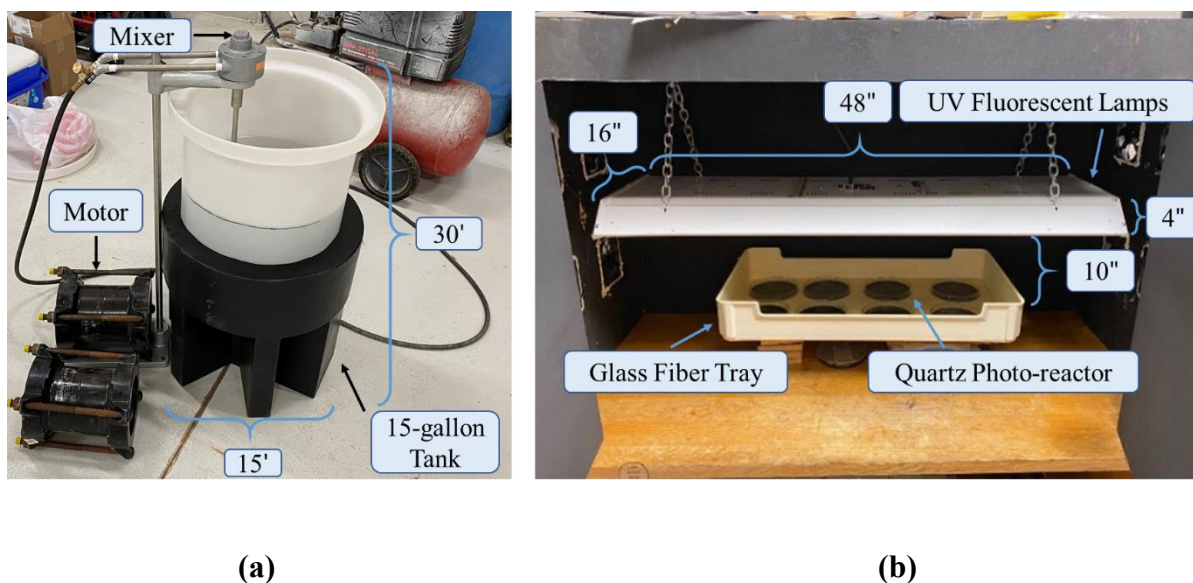 Mixer
Motor
30'
15-gallon
Tank
15'
(a)
48"
UV Fluorescent Lamps
16"
4"
10"
Glass Fiber Tray
Quartz Photo-reactor
(b)